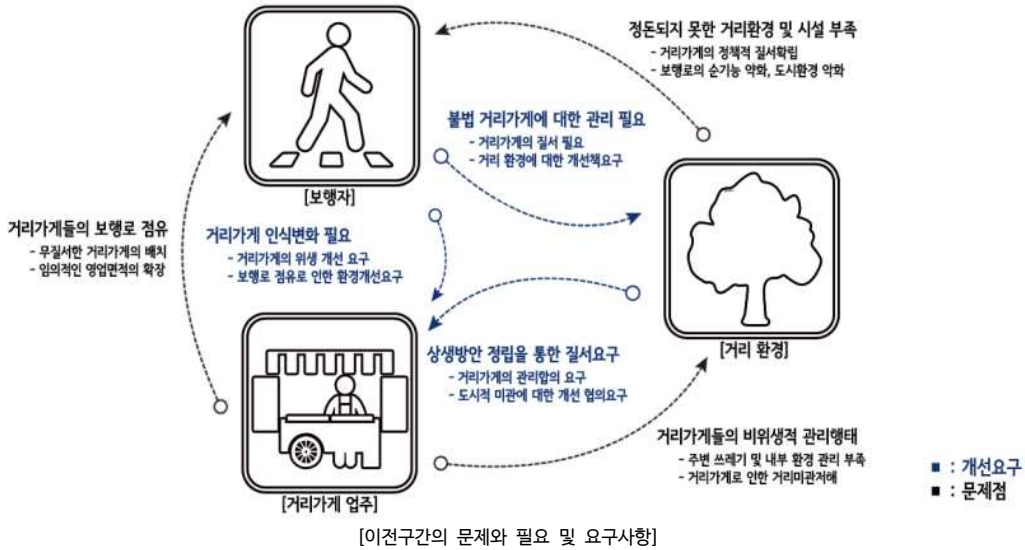 정돈되지 못한 거리환경 및 시설 부족
- 거리가게의 정책적 질서확립
- 보행로의 순기능 약화, 도시환경 악화
불법 거리가게에 대한 관리 필요
- 거리가게의 질서 필요
- 거리 환경에 대한 개선책요구
[보행자]
거리가게들의 보행로 점유
- 무질서한 거리가게의 배치
- 임의적인 영업면적의 확장
거리가게 인식변화 필요
- 거리가게의 위생 개선 요구
- 보행로 점유로 인한 환경개선요구
[거리 환경]
상생방안 정립을 통한 질서요구
- 거리가게의 관리합의 요구
- 도시적 미관에 대한 개선 협의요구
거리가게들의 비위생적 관리행태
- 주변 쓰레기 및 내부 환경 관리 부족
- 거리가게로 인한 거리미관저해
[거리가게 업주]
■ : 개선요구
■ : 문제점
[이전구간의 문제와 필요 및 요구사항]